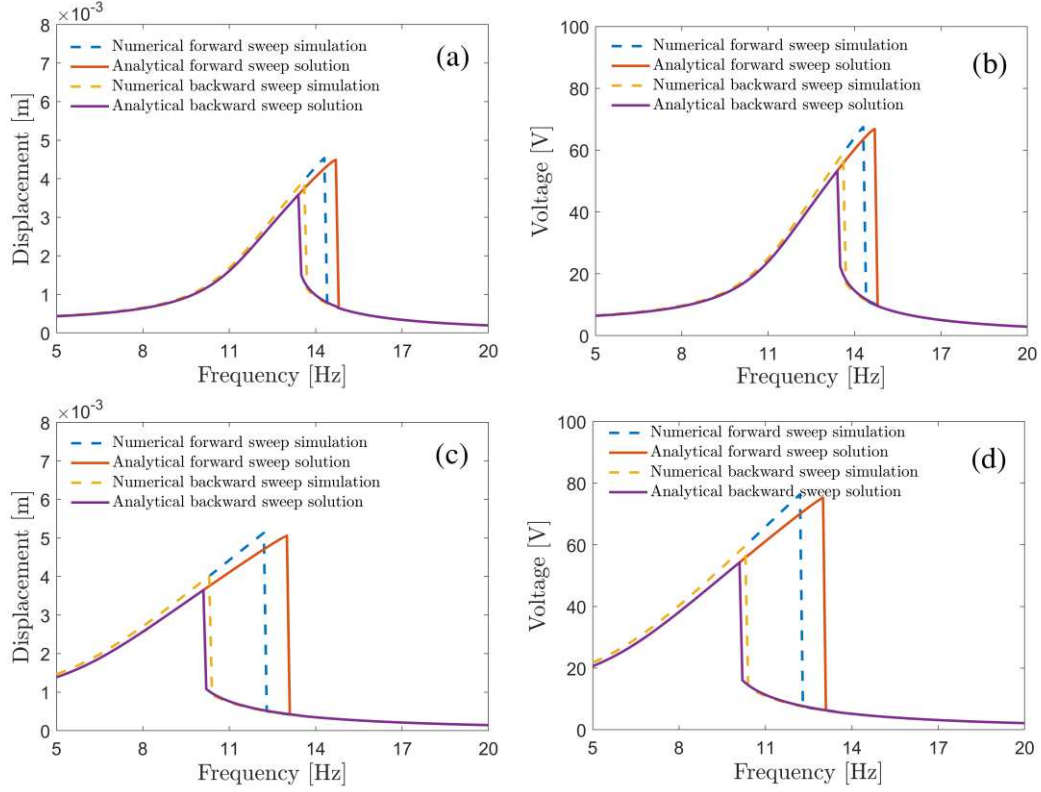 ×10⁻³
8
7
6
5
4
3
2
1
0
Displacement [m]
Numerical forward sweep simulation
Analytical forward sweep solution
Numerical backward sweep simulation
Analytical backward sweep solution
(a)
5 8 11 14 17 20
Frequency [Hz]
100
80
60
40
20
0
Voltage [V]
Numerical forward sweep simulation
Analytical forward sweep solution
Numerical backward sweep simulation
Analytical backward sweep solution
(b)
5 8 11 14 17 20
Frequency [Hz]
×10⁻³
8
7
6
5
4
3
2
1
0
Displacement [m]
Numerical forward sweep simulation
Analytical forward sweep solution
Numerical backward sweep simulation
Analytical backward sweep solution
(c)
5 8 11 14 17 20
Frequency [Hz]
100
80
60
40
20
0
Voltage [V]
Numerical forward sweep simulation
Analytical forward sweep solution
Numerical backward sweep simulation
Analytical backward sweep solution
(d)
5 8 11 14 17 20
Frequency [Hz]